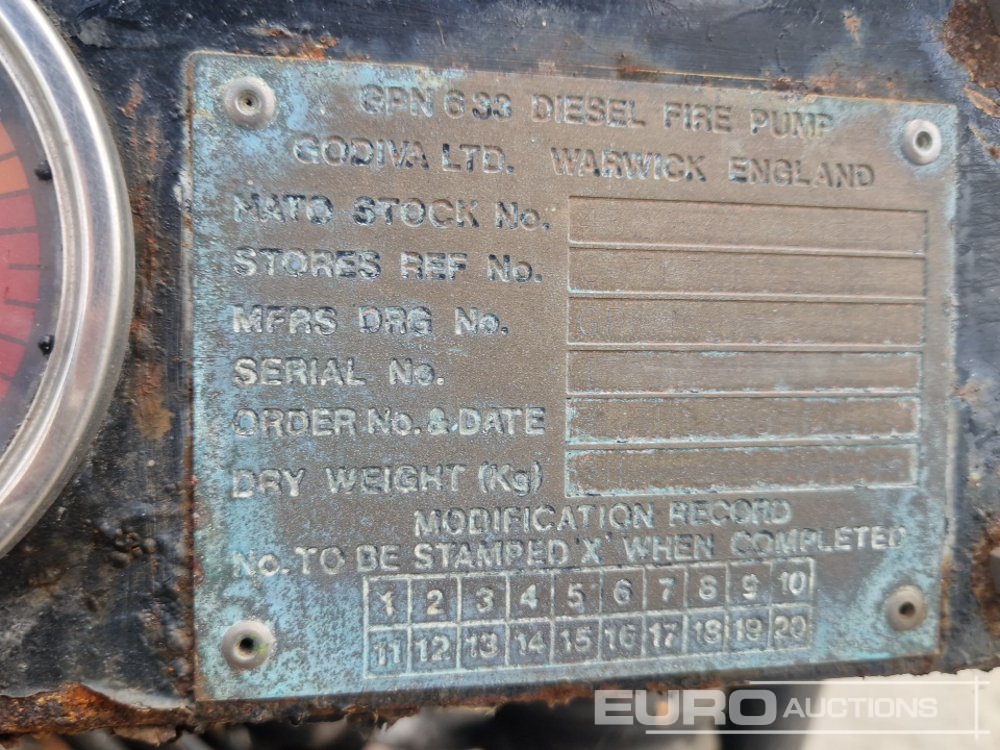 GPN 6 33 DIESEL FIRE PUMP
GODIVA LTD. WARWICK ENGLAND
NATO STOCK No.
STORES REF No.
MFRS DRG No.
SERIAL No.
ORDER No. & DATE
DRY WEIGHT (Kg)
MODIFICATION RECORD
NO. TO BE STAMPED 'X' WHEN COMPLETED
1 2 3 4 5 6 7 8 9 10
11 12 13 14 15 16 17 18 19 20
EURO AUCTIONS